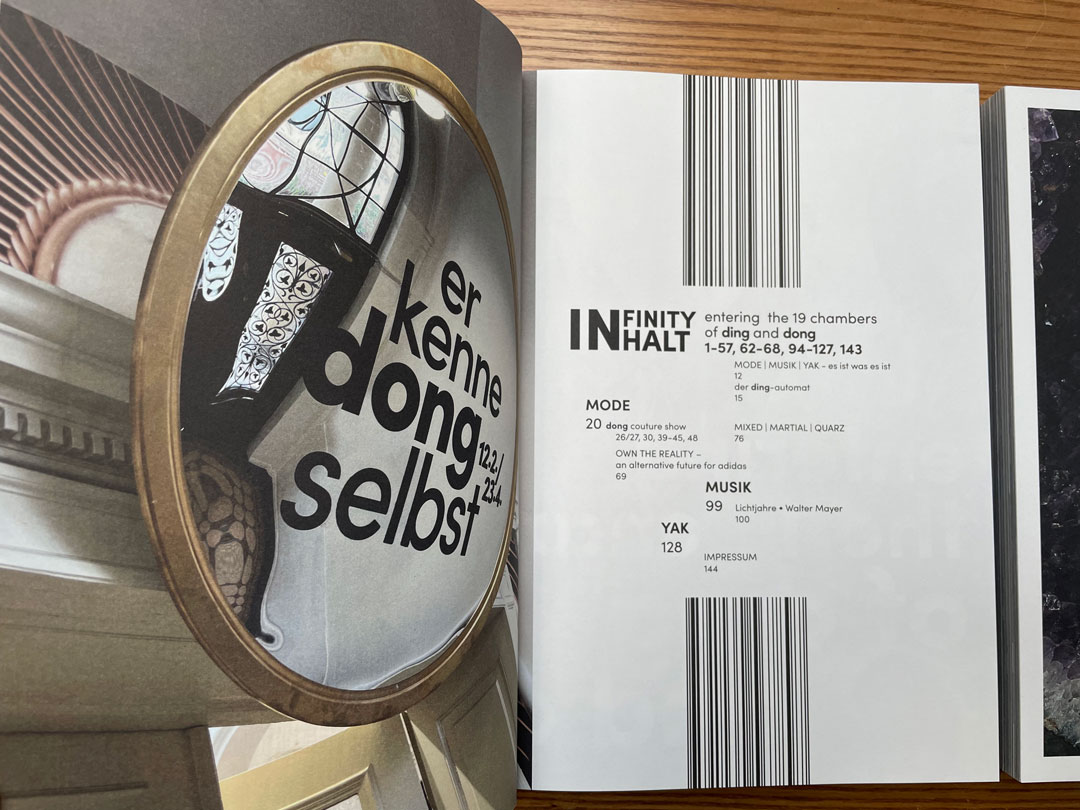 er
kenne
dong
selbst
12.2./
23.4.
INFINITY
INHALT
entering the 19 chambers
of ding and dong
1-57, 62-68, 94-127, 143
MODE | MUSIK | YAK - es ist was es ist
12
der ding-automat
15
MODE
20 dong couture show
26/27, 30, 39-45, 48
OWN THE REALITY –
an alternative future for adidas
69
MIXED | MARTIAL | QUARZ
76
MUSIK
99 Lichtjahre • Walter Mayer
100
YAK
128
IMPRESSUM
144